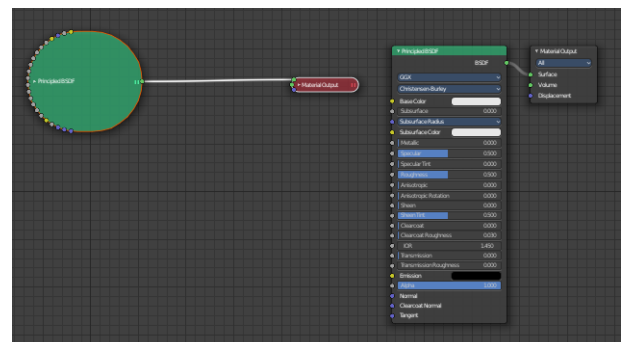 Principled BSDF
Material Output
Principled BSDF
BSDF
GGX
Christensen-Burley
Base Color
Subsurface 0.000
Subsurface Radius
Subsurface Color
Metallic 0.000
Specular 0.500
Specular Tint 0.000
Roughness 0.500
Anisotropic 0.000
Anisotropic Rotation 0.000
Sheen 0.000
Sheen Tint 0.500
Clearcoat 0.000
Clearcoat Roughness 0.030
IOR 1.450
Transmission 0.000
Transmission Roughness 0.000
Emission
Alpha 1.000
Normal
Clearcoat Normal
Tangent
Material Output
All
Surface
Volume
Displacement